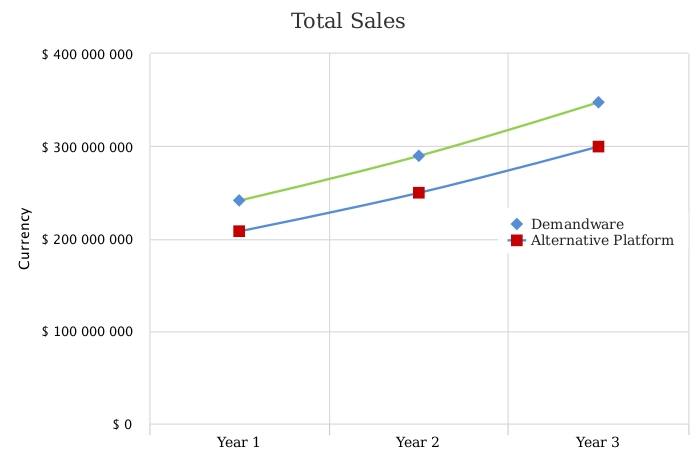 Total Sales
$ 400 000 000
$ 300 000 000
$ 200 000 000
$ 100 000 000
$ 0
Currency
Demandware
Alternative Platform
Year 1
Year 2
Year 3